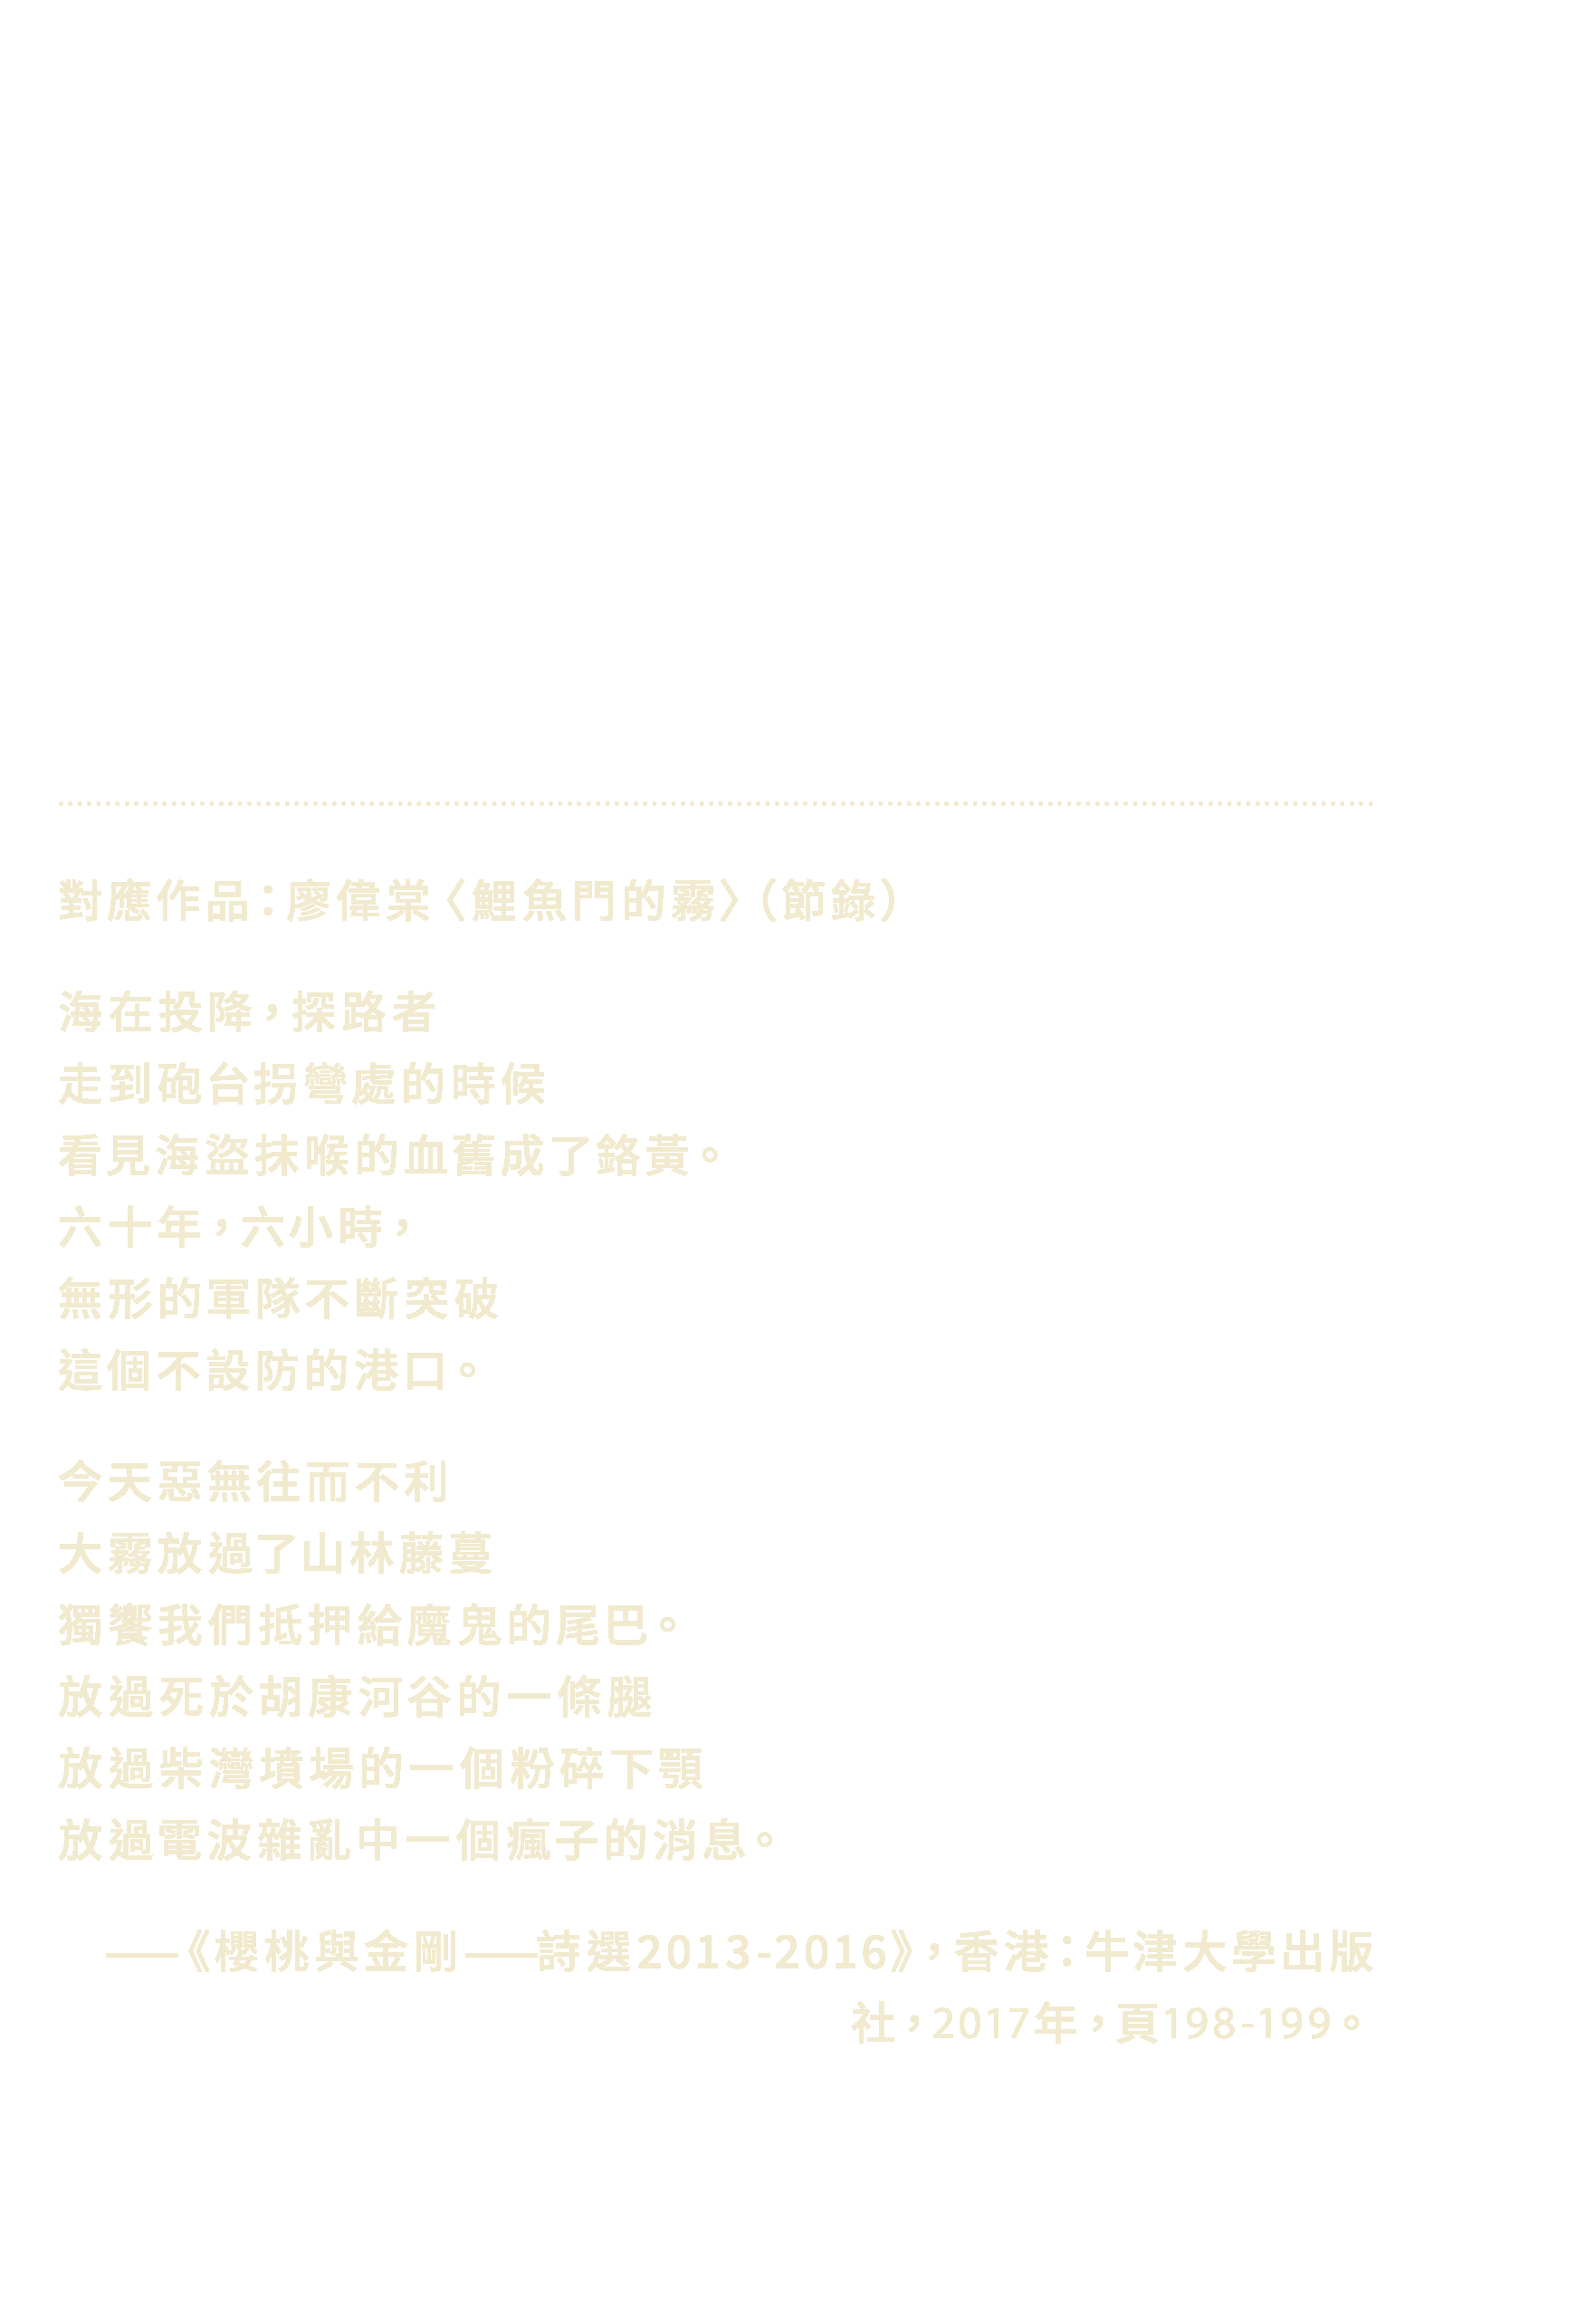 對應作品：廖偉棠〈鯉魚門的霧〉（節錄）
海在投降，探路者
走到砲台拐彎處的時候
看見海盜抹喉的血舊成了鉻黃。
六十年，六小時，
無形的軍隊不斷突破
這個不設防的港口。
今天惡無往而不利
大霧放過了山林藤蔓
獨饗我們抵押給魔鬼的尾巴。
放過死於胡康河谷的一條腿
放過柴灣墳場的一個粉碎下顎
放過電波雜亂中一個瘋子的消息。
——《櫻桃與金剛——詩選2013-2016》，香港：牛津大學出版
社，2017年，頁198-199。